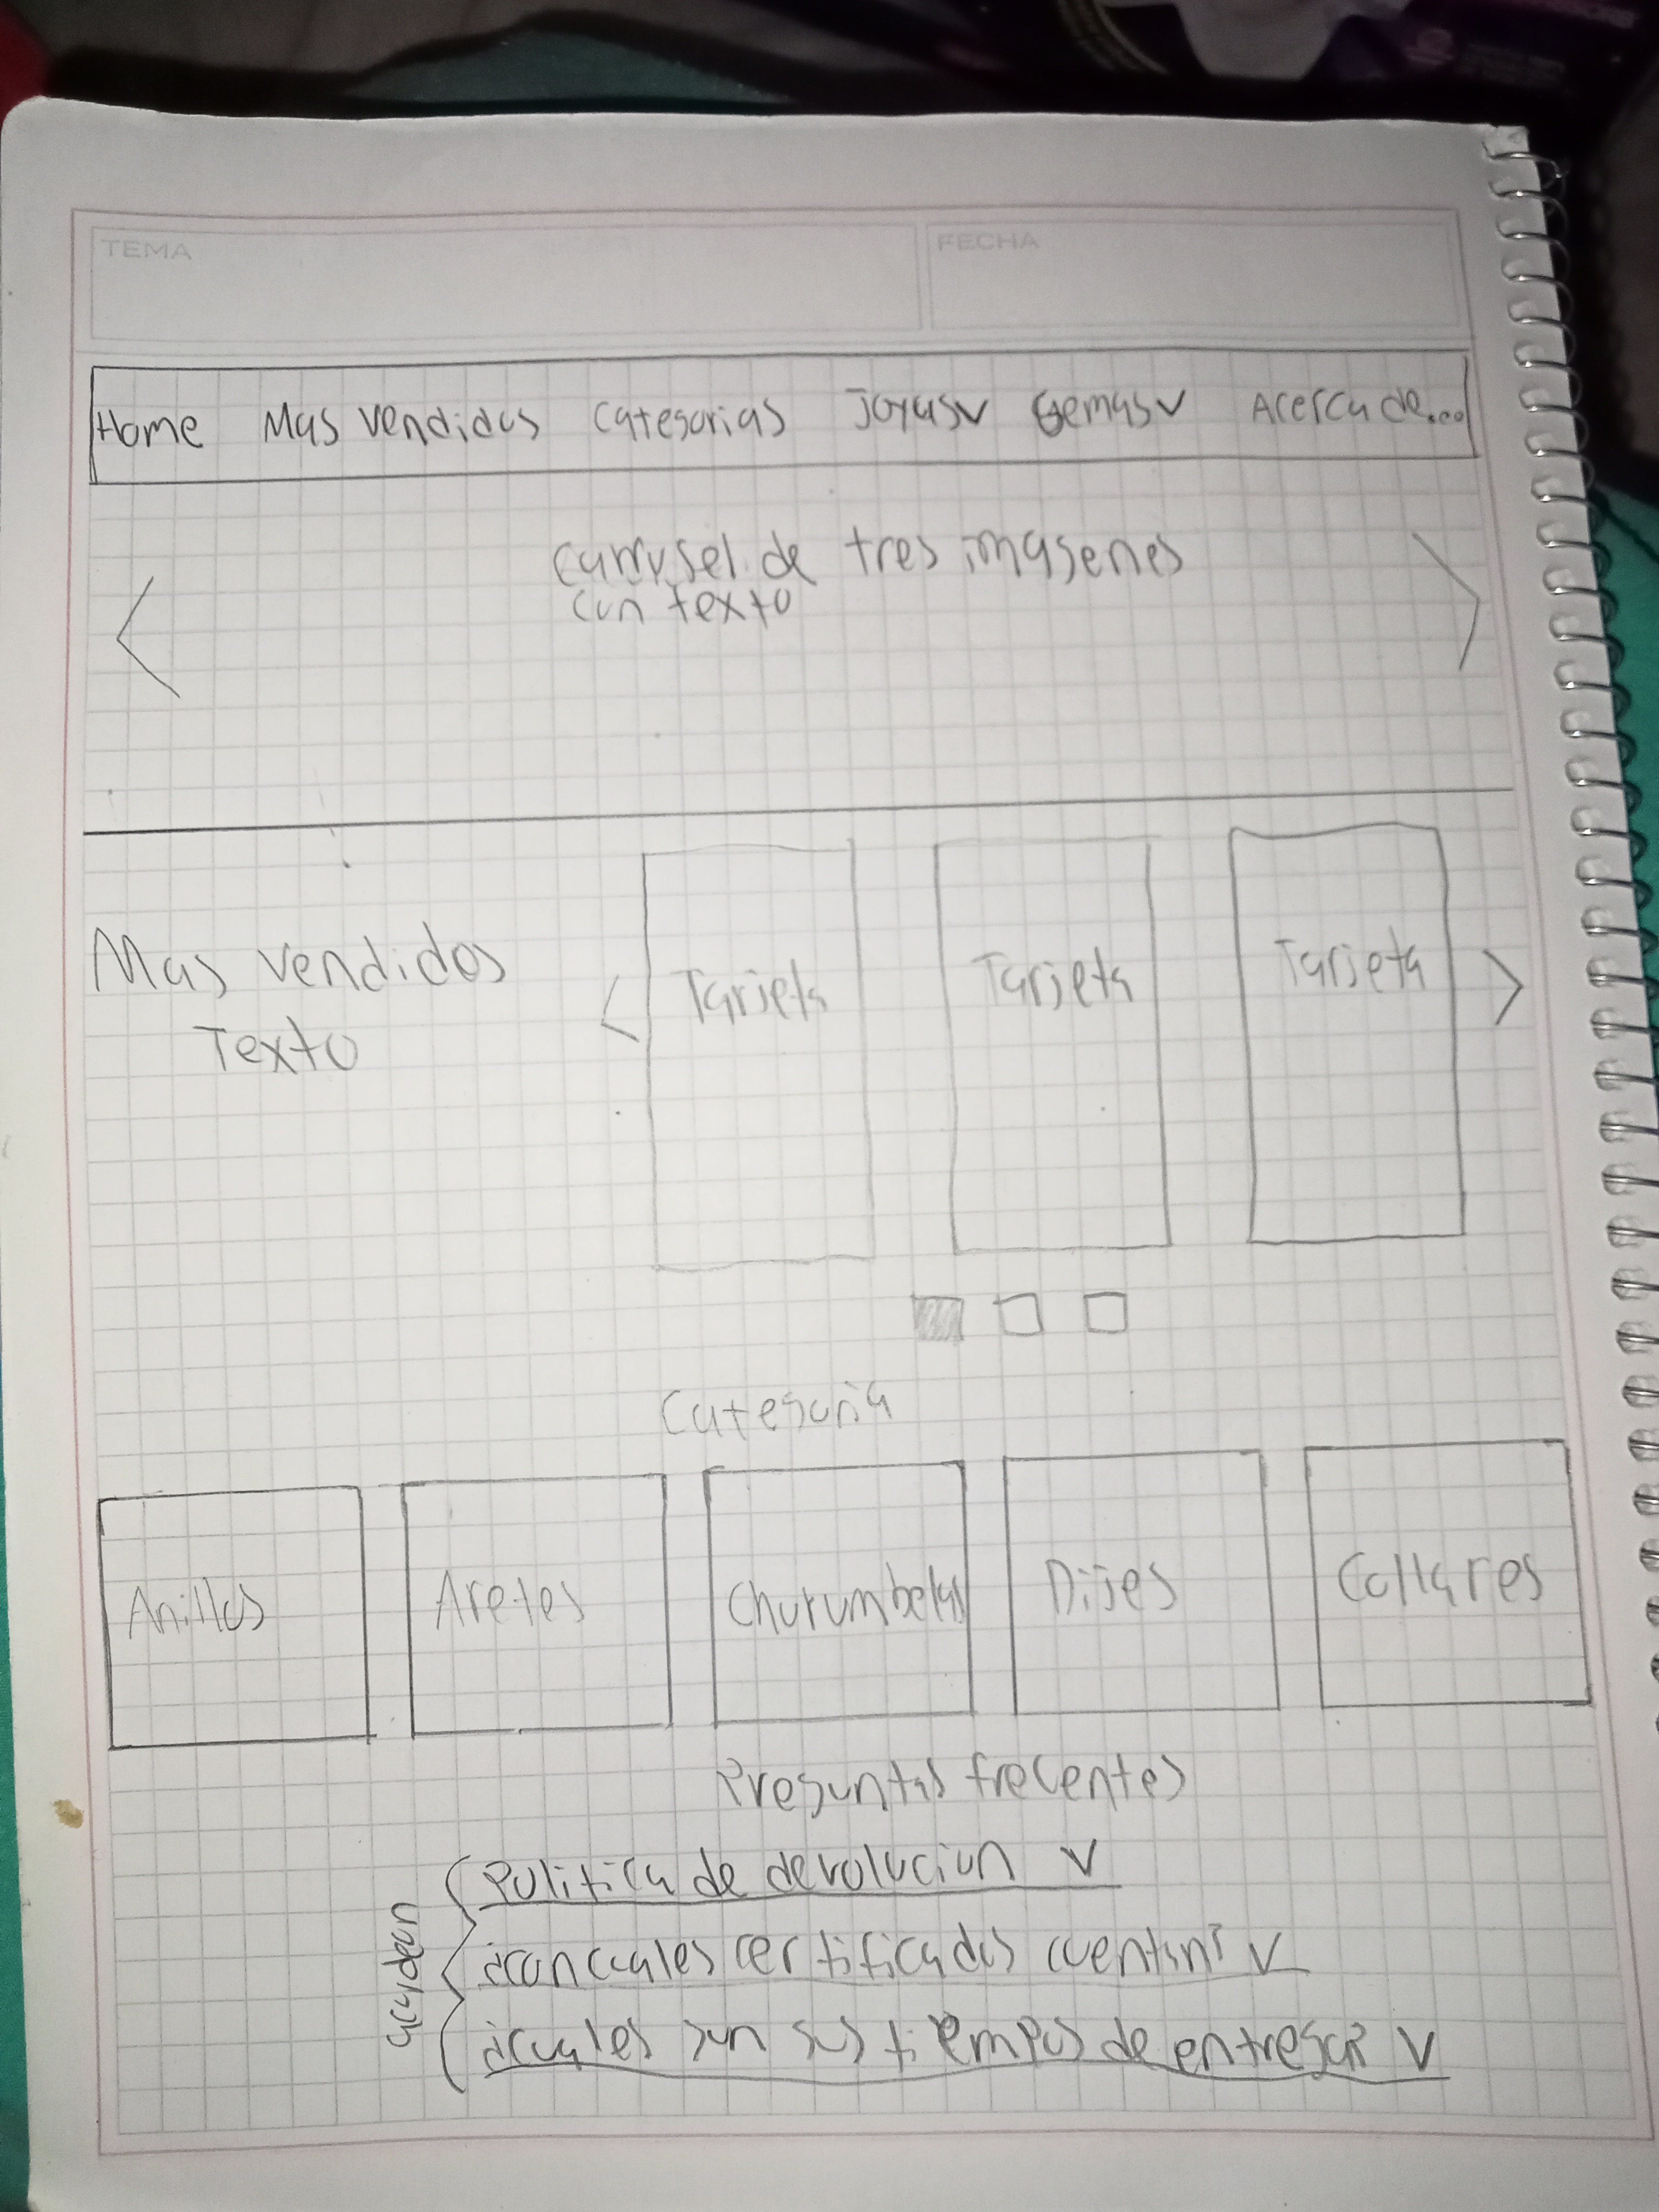 TEMA FECHA
Home Mas vendidos Categorias Joyas v Gemas v Acerca de...
Carrusel de tres imagenes
con texto
Mas vendidos
Texto
Tarjeta Tarjeta Tarjeta
Categoria
Anillos Aretes Churumbelas Dijes Collares
Preguntas frecentes
Politica de devolucion v
¿con cuales certificados cuentan? v
¿cuales son sus tiempos de entrega? v